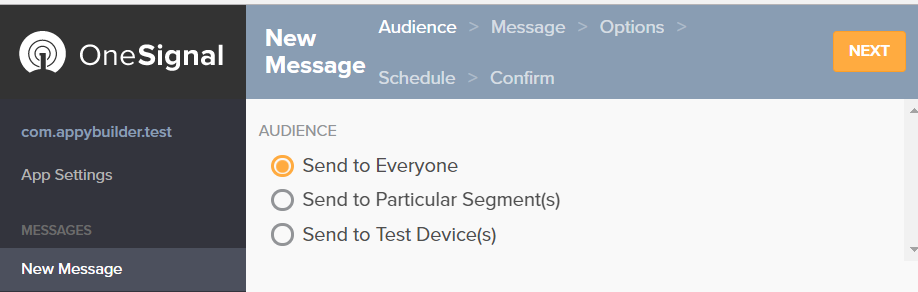 OneSignal
com.appybuilder.test
App Settings
MESSAGES
New Message
New
Message
Audience > Message > Options >
Schedule > Confirm
NEXT
AUDIENCE
Send to Everyone
Send to Particular Segment(s)
Send to Test Device(s)